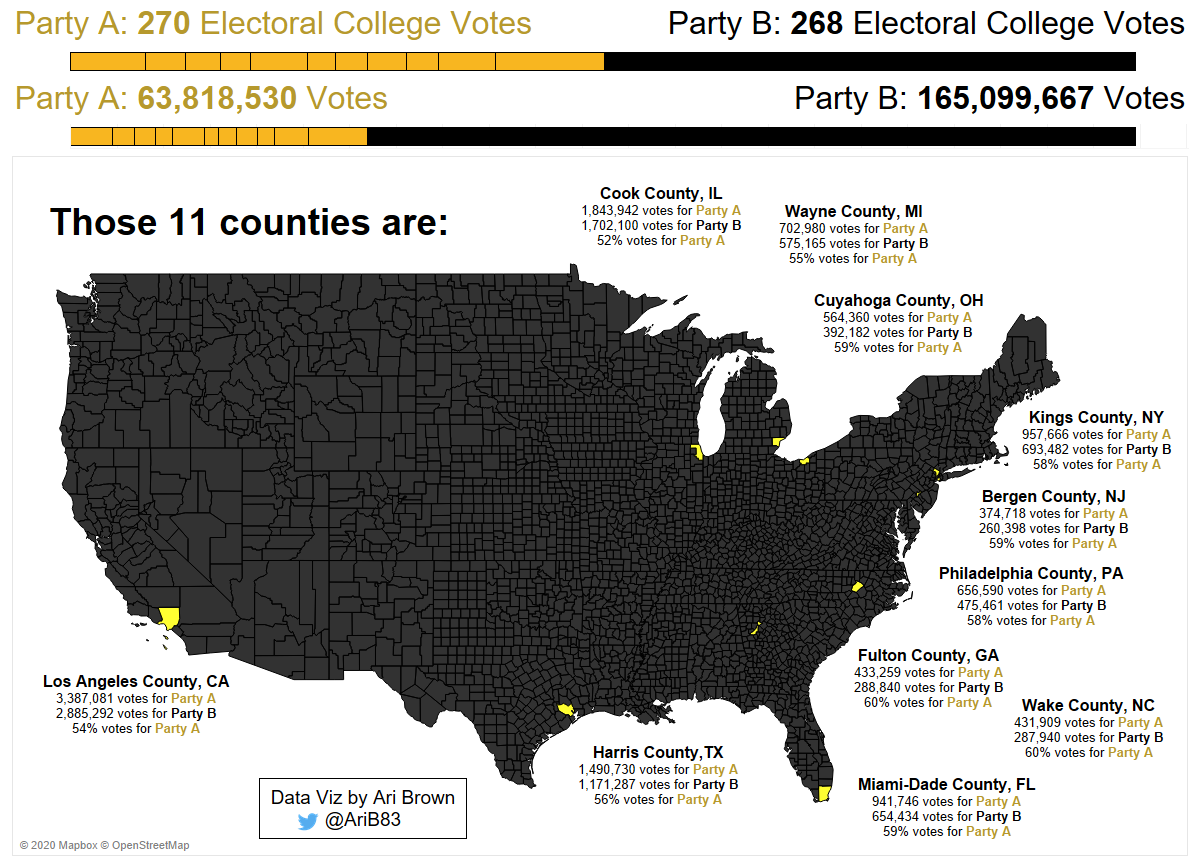 Party A: 270 Electoral College Votes
Party B: 268 Electoral College Votes
Party A: 63,818,530 Votes
Party B: 165,099,667 Votes
Those 11 counties are:
Cook County, IL
1,843,942 votes for Party A
1,702,100 votes for Party B
52% votes for Party A
Wayne County, MI
702,980 votes for Party A
575,165 votes for Party B
55% votes for Party A
Cuyahoga County, OH
564,360 votes for Party A
392,182 votes for Party B
59% votes for Party A
Kings County, NY
957,666 votes for Party A
693,482 votes for Party B
58% votes for Party A
Bergen County, NJ
374,718 votes for Party A
260,398 votes for Party B
59% votes for Party A
Philadelphia County, PA
656,590 votes for Party A
475,461 votes for Party B
58% votes for Party A
Fulton County, GA
433,259 votes for Party A
288,840 votes for Party B
60% votes for Party A
Wake County, NC
431,909 votes for Party A
287,940 votes for Party B
60% votes for Party A
Los Angeles County, CA
3,387,081 votes for Party A
2,885,292 votes for Party B
54% votes for Party A
Harris County,TX
1,490,730 votes for Party A
1,171,287 votes for Party B
56% votes for Party A
Miami-Dade County, FL
941,746 votes for Party A
654,434 votes for Party B
59% votes for Party A
Data Viz by Ari Brown
@AriB83
© 2020 Mapbox © OpenStreetMap